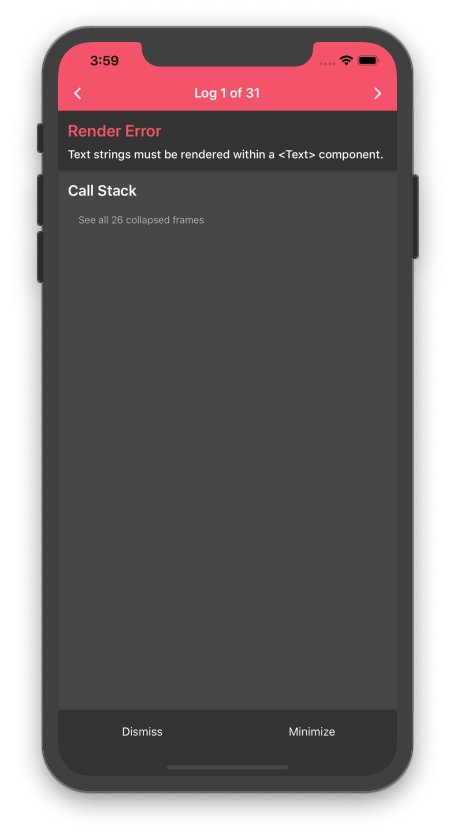 3:59
Log 1 of 31
Render Error
Text strings must be rendered within a <Text> component.
Call Stack
See all 26 collapsed frames
Dismiss
Minimize